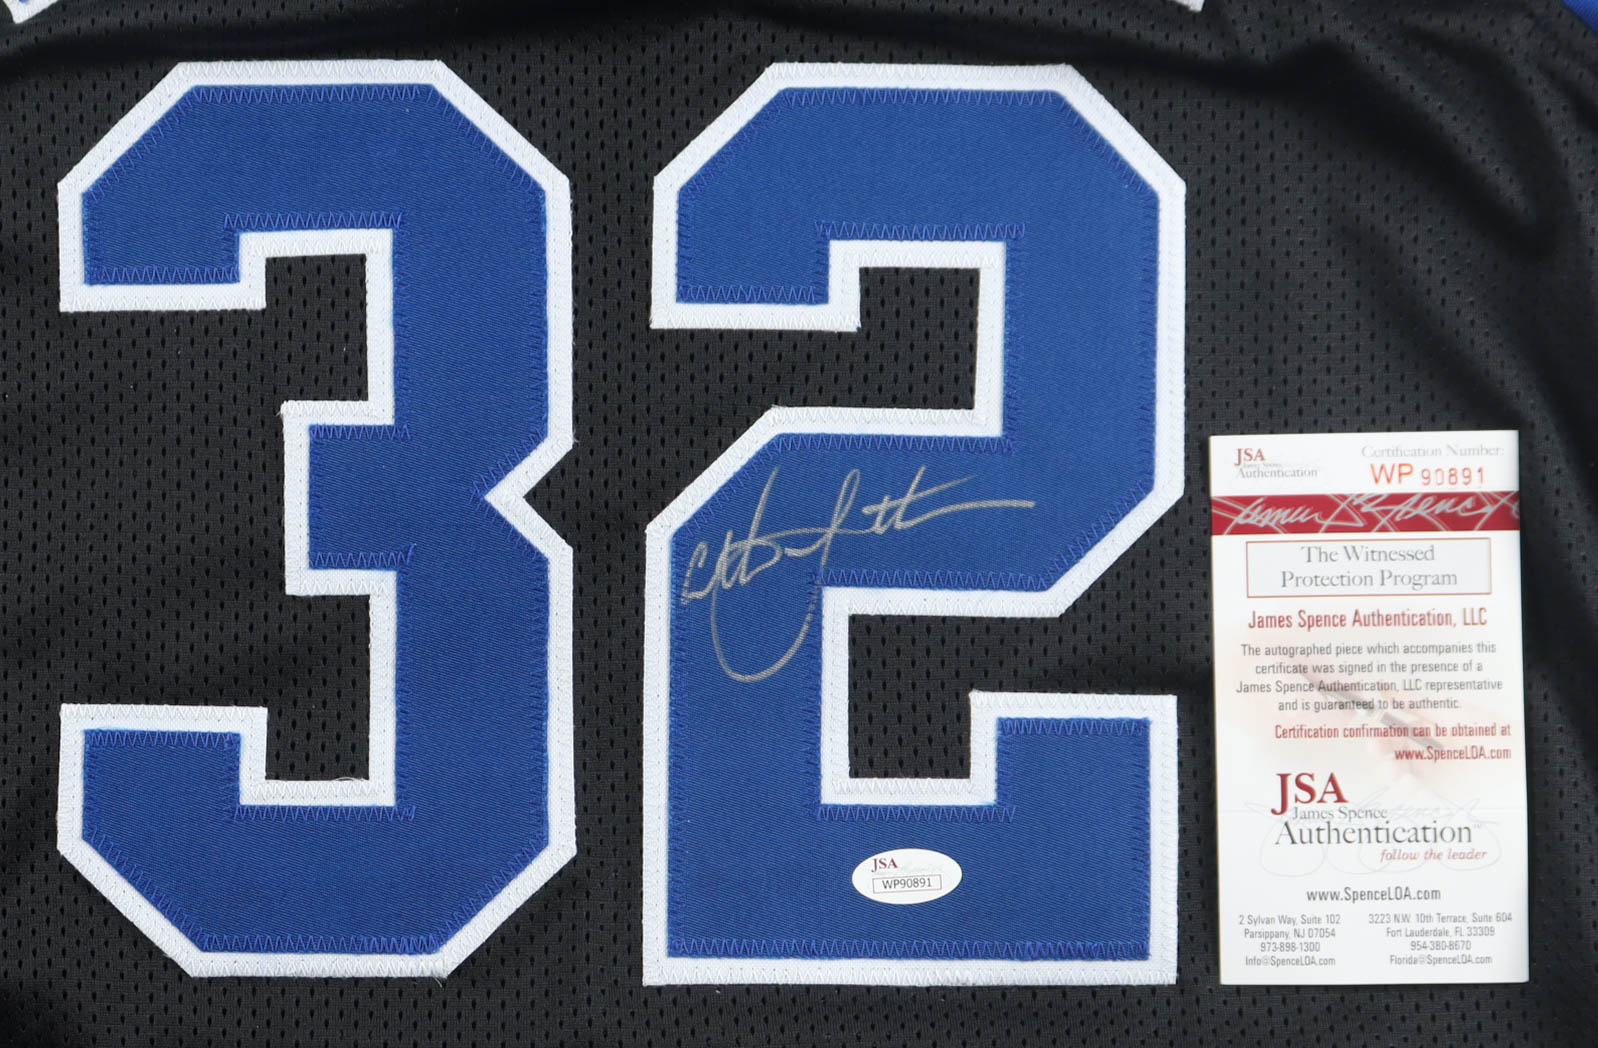 32
JSA
WP90891
JSA
James Spence
Authentication
Certification Number:
WP 90891
The Witnessed
Protection Program
James Spence Authentication, LLC
The autographed piece which accompanies this
certificate was signed in the presence of a
James Spence Authentication, LLC representative
and is guaranteed to be authentic.
Certification confirmation can be obtained at
www.SpenceLOA.com
JSA
James Spence
Authentication™
follow the leader
www.SpenceLOA.com
2 Sylvan Way, Suite 102
Parsippany, NJ 07054
973-898-1300
Info@SpenceLOA.com
3223 N.W. 10th Terrace, Suite 604
Fort Lauderdale, FL 33309
954-380-8670
Florida@SpenceLOA.com